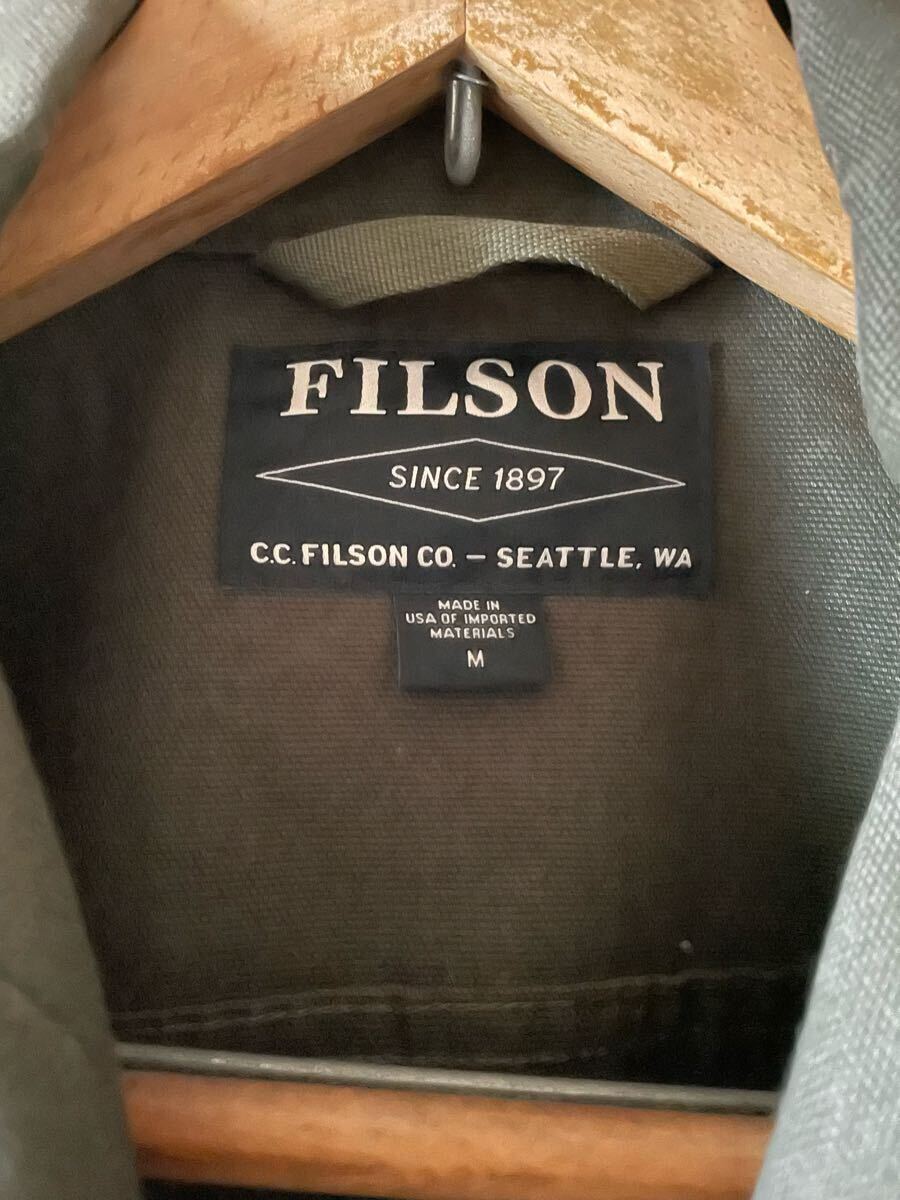 FILSON
SINCE 1897
C.C. FILSON CO. – SEATTLE, WA
MADE IN
USA OF IMPORTED
MATERIALS
M